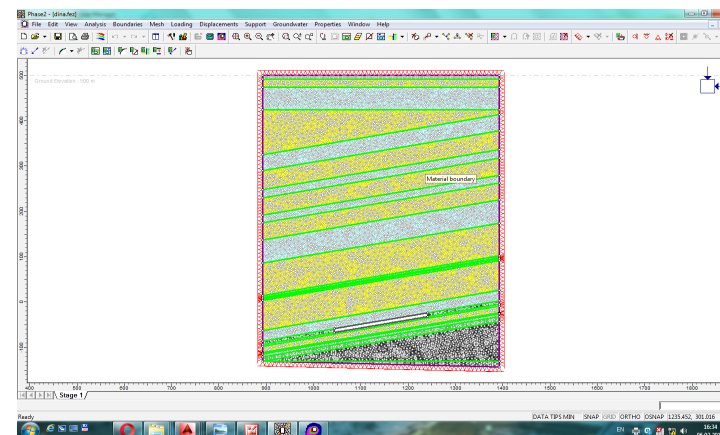 Phase2 - [dina.fez]
File Edit View Analysis Boundaries Mesh Loading Displacements Support Groundwater Properties Window Help
Ground Elevation 500 m
500
400
300
200
100
0
-100
Material boundary
400 500 600 700 800 900 1000 1100 1200 1300 1400 1500 1600 1700 1800
Stage 1
Ready
DATA TIPS MIN SNAP GRID ORTHO OSNAP 1235.452, 301.016
EN
16:34